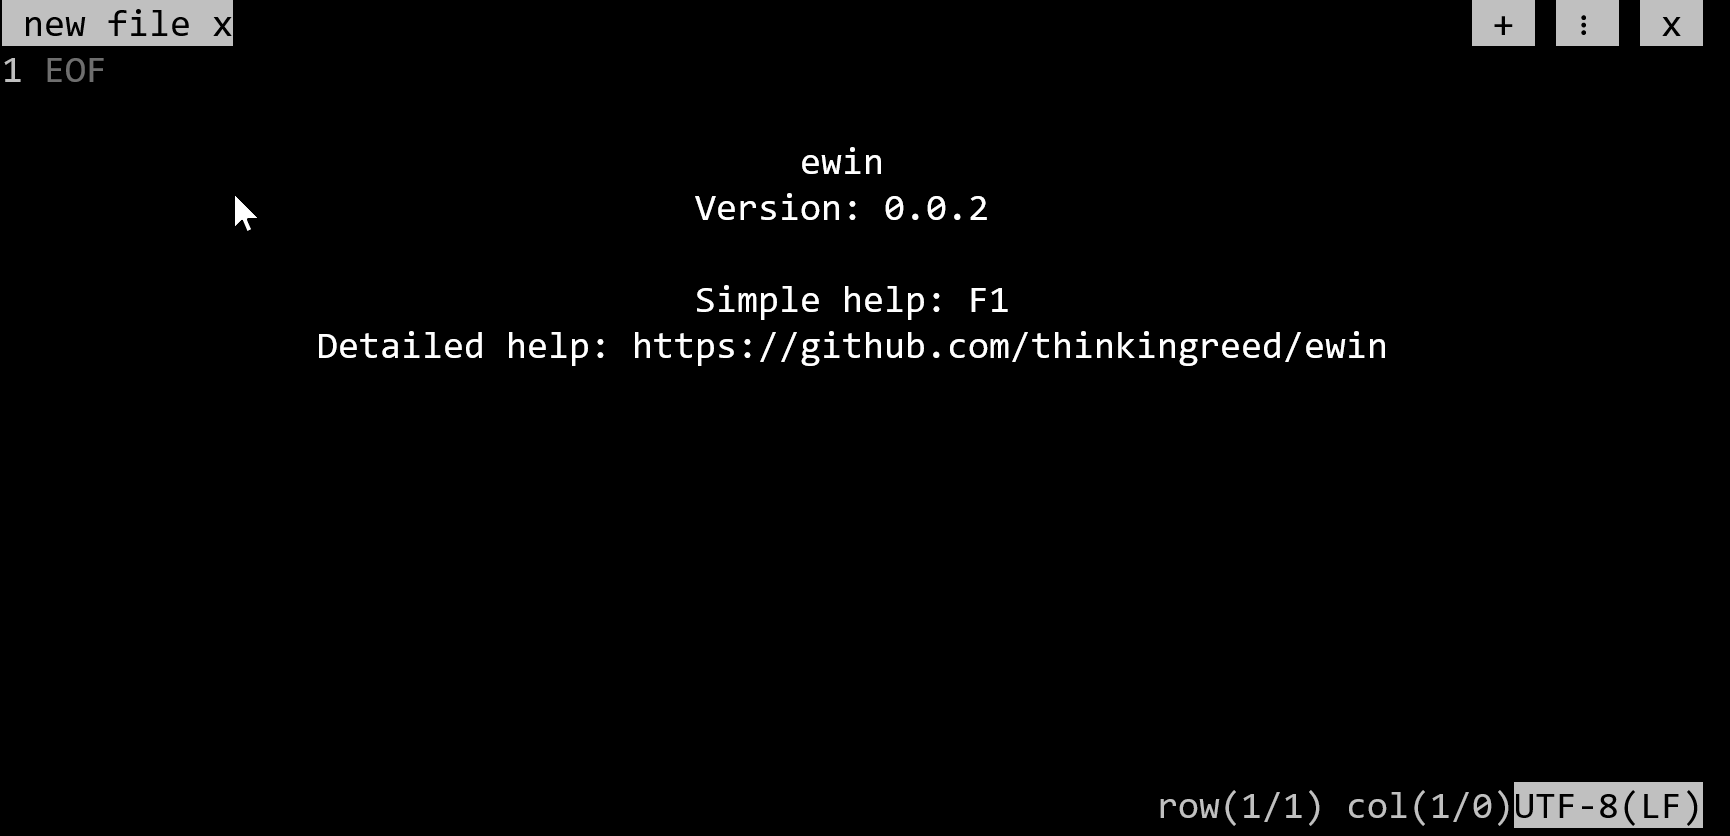 new file x + ⋮ x
1 EOF
ewin
Version: 0.0.2
Simple help: F1
Detailed help: https://github.com/thinkingreed/ewin
row(1/1) col(1/0)UTF-8(LF)